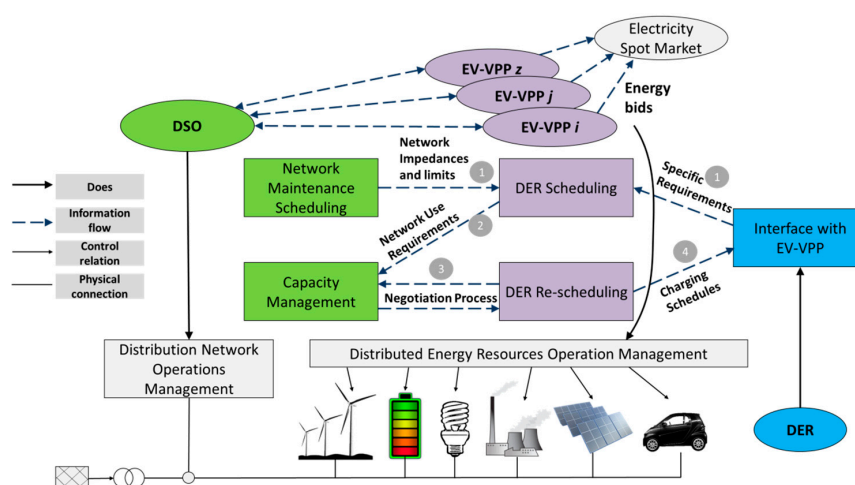 Electricity
Spot Market
EV-VPP z
EV-VPP j
EV-VPP i
Energy
bids
DSO
Network
Impedances
and limits
1
Network
Maintenance
Scheduling
DER Scheduling
Specific
Requirements
1
Does
Information
flow
Control
relation
Physical
connection
Network Use
Requirements
2
Interface with
EV-VPP
Capacity
Management
3
Negotiation Process
DER Re-scheduling
4
Charging
Schedules
Distribution Network
Operations
Management
Distributed Energy Resources Operation Management
DER